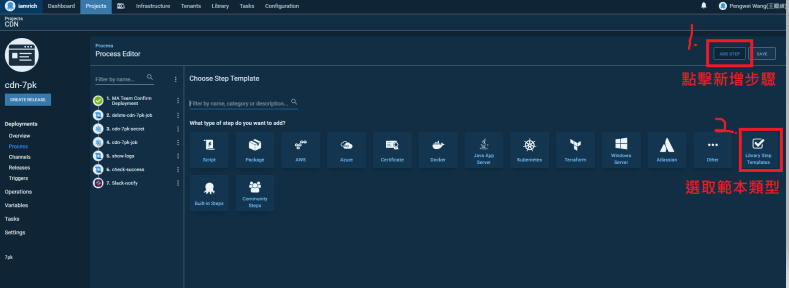 iamrich Dashboard Projects Infrastructure Tenants Library Tasks Configuration Pengwei Wang(王鵬維)
Projects
CDN
cdn-7pk
CREATE RELEASE
Deployments
Overview
Process
Channels
Releases
Triggers
Operations
Variables
Tasks
Settings
7pk
Process
Process Editor
1.
ADD STEP SAVE
點擊新增步驟
Filter by name...
1. MA Team Confirm
Deployment
2. delete-cdn-7pk-job
3. cdn-7pk-secret
4. cdn-7pk-job
5. show-logs
6. check-success
7. Slack-notify
Choose Step Template
Filter by name, category or description...
What type of step do you want to add?
2.
Script
Package
AWS
Azure
Certificate
Docker
Java App
Server
Kubernetes
Terraform
Windows
Server
Atlassian
Other
Library Step
Templates
Built-in Steps
Community
Steps
選取範本類型